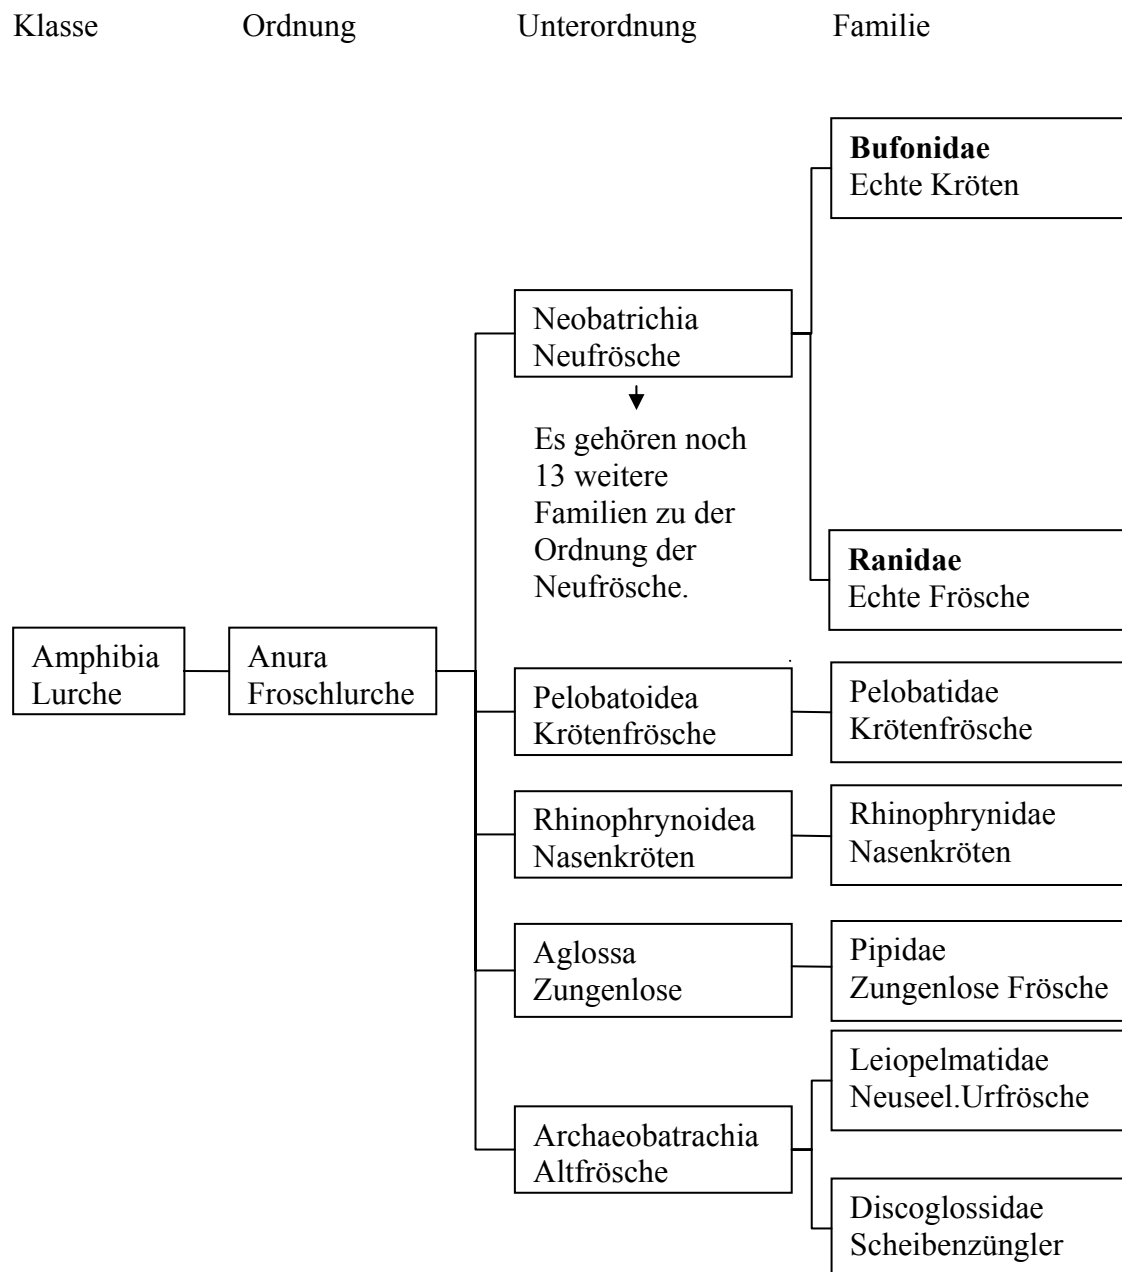 Klasse Ordnung Unterordnung Familie
Bufonidae
Echte Kröten
Neobatrichia
Neufrösche
Es gehören noch
13 weitere
Familien zu der
Ordnung der
Neufrösche.
Ranidae
Echte Frösche
Amphibia
Lurche
Anura
Froschlurche
Pelobatoidea
Krötenfrösche
Pelobatidae
Krötenfrösche
Rhinophrynoidea
Nasenkröten
Rhinophrynidae
Nasenkröten
Aglossa
Zungenlose
Pipidae
Zungenlose Frösche
Archaeobatrachia
Altfrösche
Leiopelmatidae
Neuseel.Urfrösche
Discoglossidae
Scheibenzüngler